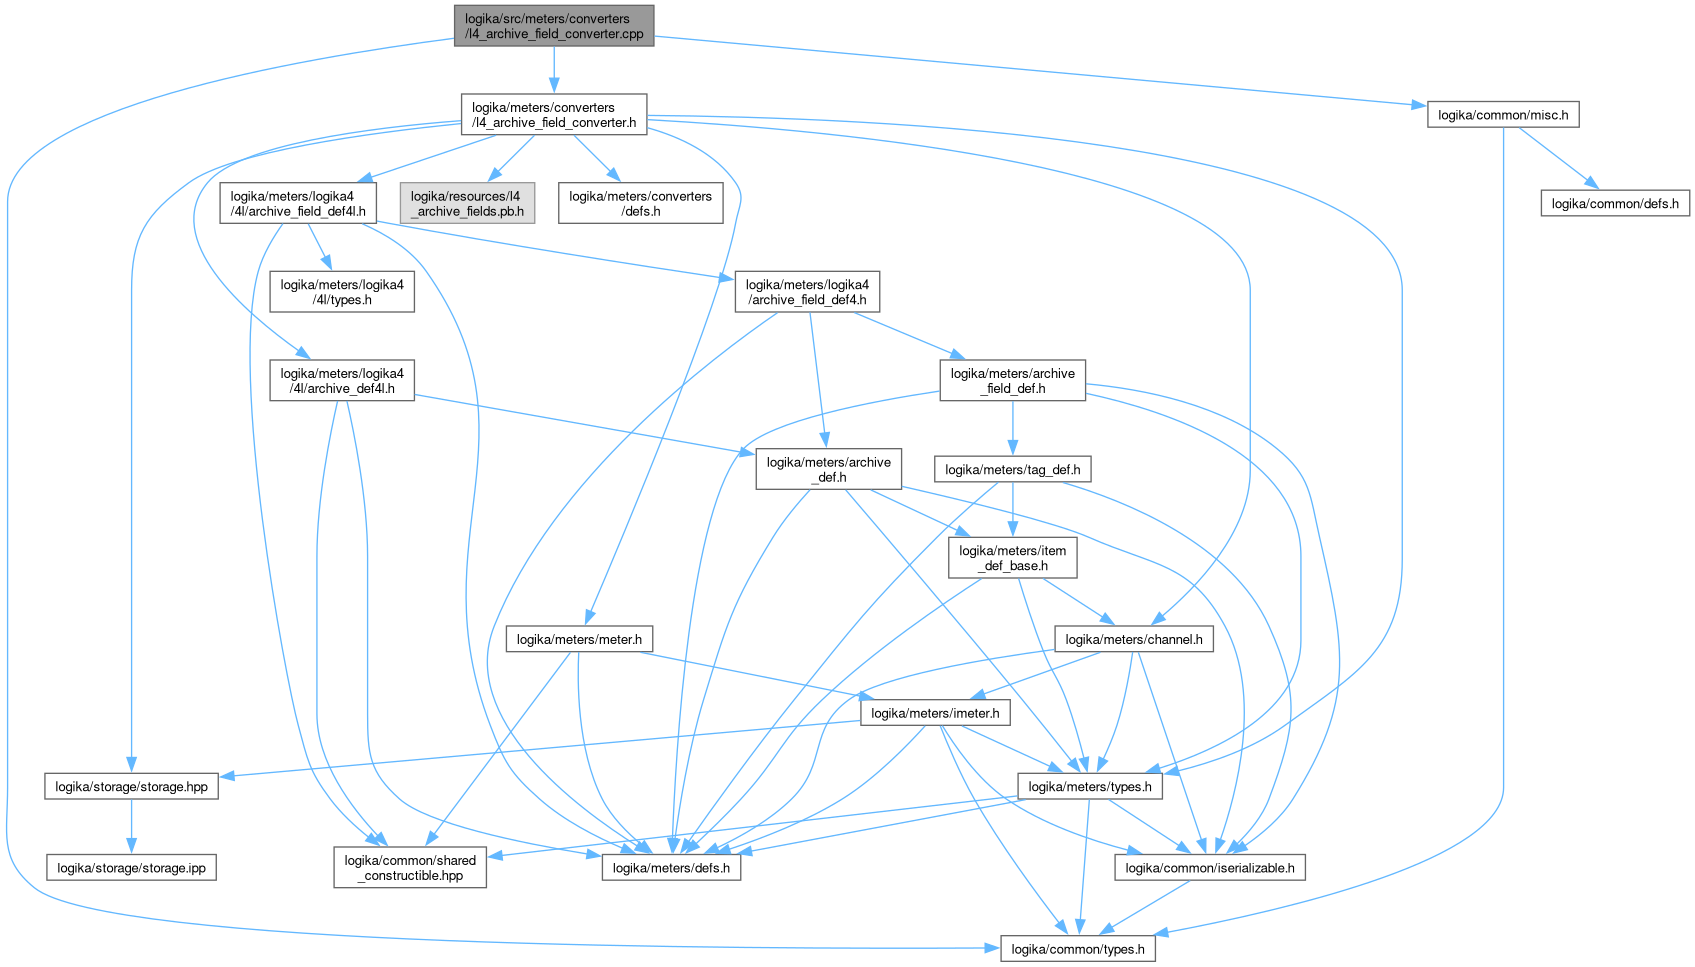 logika/src/meters/converters
/l4_archive_field_converter.cpp
logika/meters/converters
/l4_archive_field_converter.h
logika/common/misc.h
logika/meters/logika4
/4l/archive_field_def4l.h
logika/resources/l4
_archive_fields.pb.h
logika/meters/converters
/defs.h
logika/common/defs.h
logika/meters/logika4
/4l/types.h
logika/meters/logika4
/archive_field_def4.h
logika/meters/logika4
/4l/archive_def4l.h
logika/meters/archive
_field_def.h
logika/meters/archive
_def.h
logika/meters/tag_def.h
logika/meters/item
_def_base.h
logika/meters/meter.h
logika/meters/channel.h
logika/meters/imeter.h
logika/storage/storage.hpp
logika/meters/types.h
logika/storage/storage.ipp
logika/common/shared
_constructible.hpp
logika/meters/defs.h
logika/common/iserializable.h
logika/common/types.h